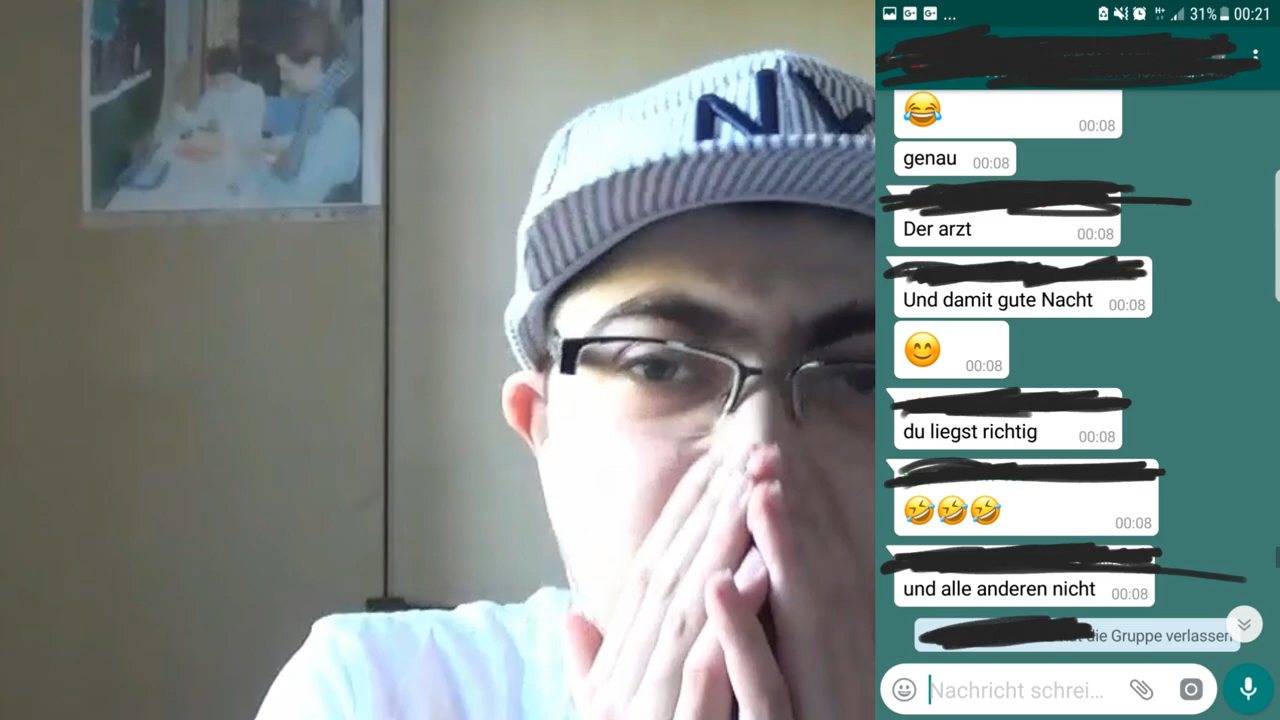 NY
31% 00:21
😂
00:08
genau 00:08
Der arzt 00:08
Und damit gute Nacht 00:08
😊
00:08
du liegst richtig 00:08
🤣🤣🤣
00:08
und alle anderen nicht 00:08
die Gruppe verlassen
Nachricht schrei...